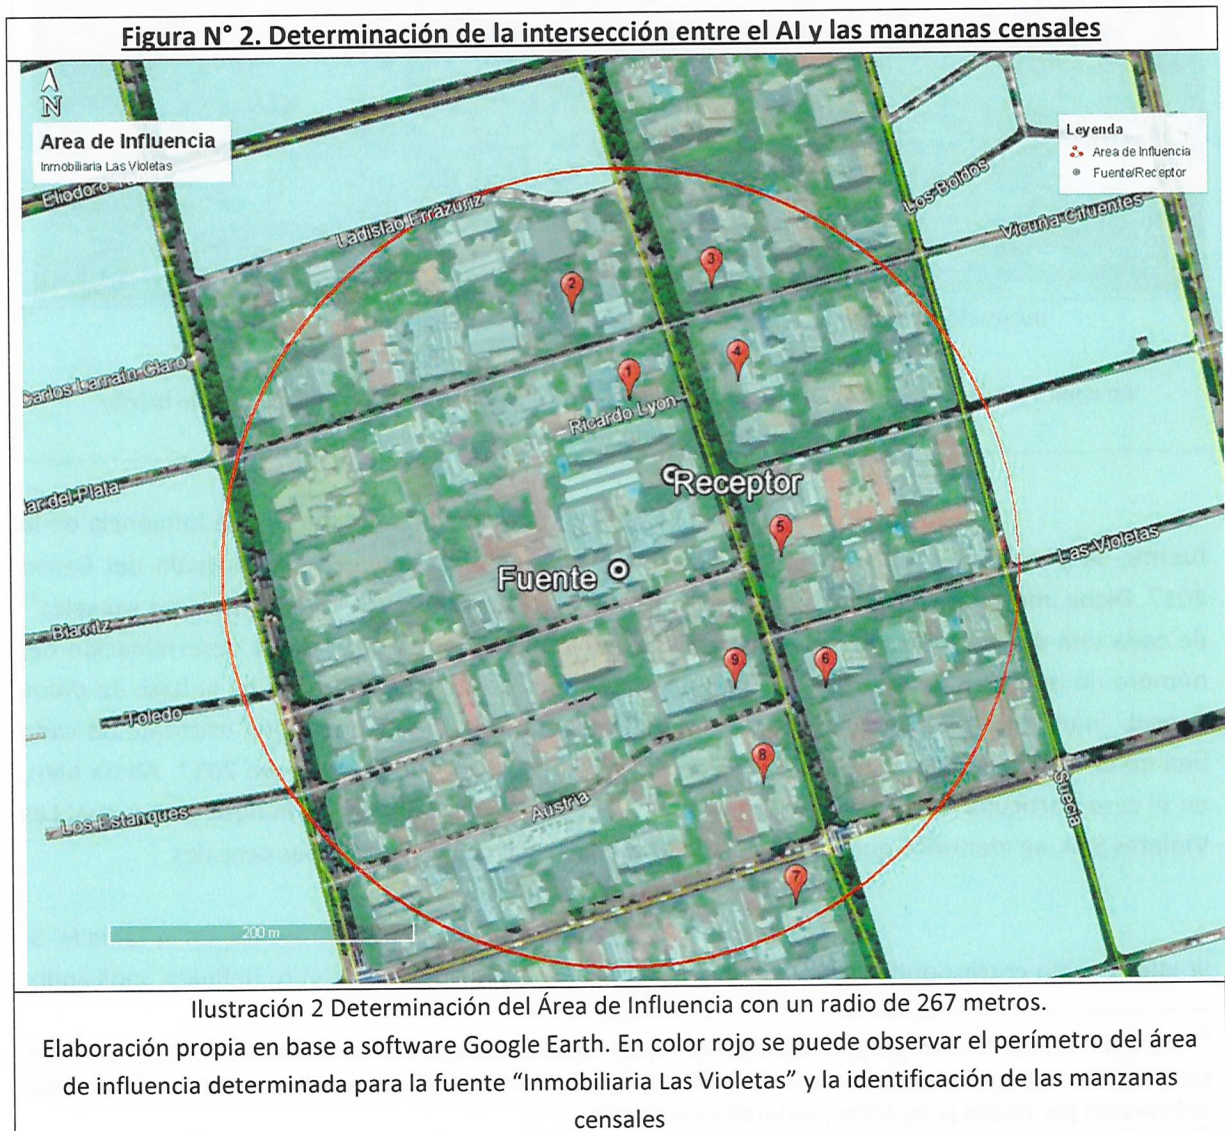 Figura N° 2. Determinación de la intersección entre el AI y las manzanas censales
N
Area de Influencia
Inmobiliaria Las Violetas
Leyenda
Area de Influencia
Fuente/Receptor
Eliodoro
Ladislao Errázuriz
Los Boldos
Vicuña Cifuentes
3
2
4
1
Carlos Larraín Claro
Ricardo Lyon
Receptor
ar del Plata
5
Las Violetas
Fuente
Biarritz
9
6
Toledo
8
Austria
Suecia
Los Estanques
7
200 m
Ilustración 2 Determinación del Área de Influencia con un radio de 267 metros.
Elaboración propia en base a software Google Earth. En color rojo se puede observar el perímetro del área
de influencia determinada para la fuente “Inmobiliaria Las Violetas” y la identificación de las manzanas
censales